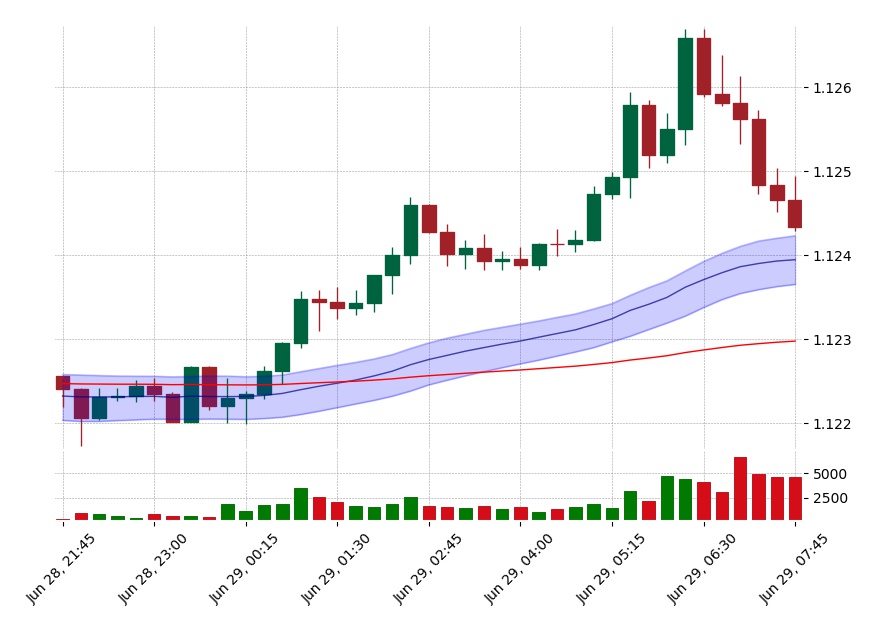 1.126
1.125
1.124
1.123
1.122
5000
2500
Jun 28, 21:45
Jun 28, 23:00
Jun 29, 00:15
Jun 29, 01:30
Jun 29, 02:45
Jun 29, 04:00
Jun 29, 05:15
Jun 29, 06:30
Jun 29, 07:45